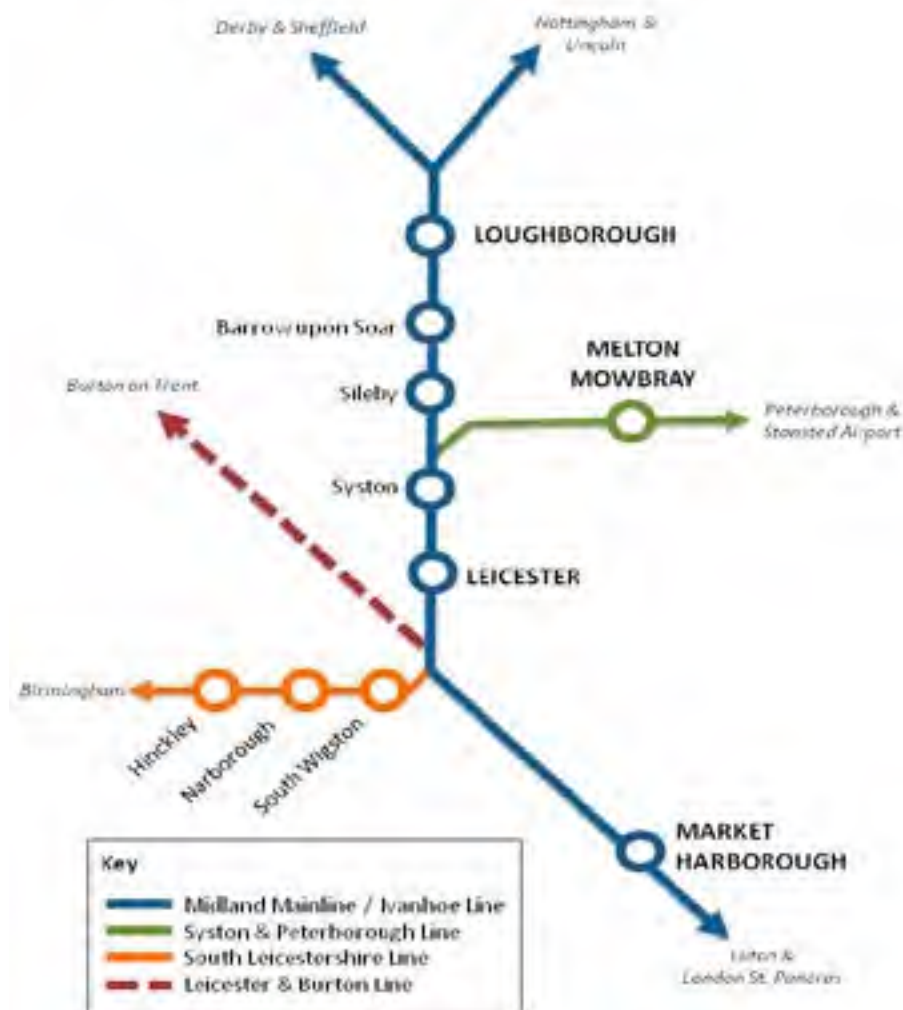 Derby & Sheffield
Nottingham &
Lincoln
LOUGHBOROUGH
Barrow upon Soar
MELTON
MOWBRAY
Burton on Trent
Sileby
Peterborough &
Stansted Airport
Syston
LEICESTER
Birmingham
Hinckley
Narborough
South Wigston
MARKET
HARBOROUGH
Key
Midland Mainline / Ivanhoe Line
Syston & Peterborough Line
South Leicestershire Line
Leicester & Burton Line
Luton &
London St. Pancras